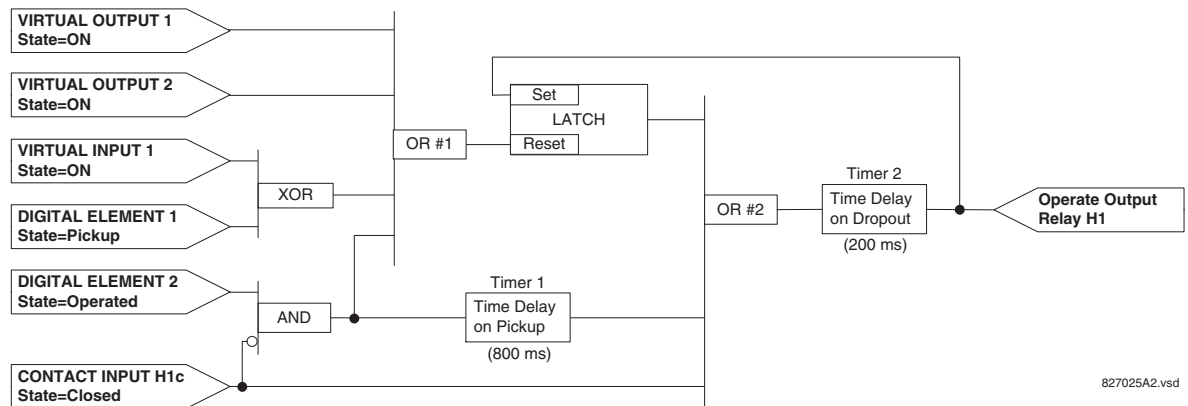 VIRTUAL OUTPUT 1
State=ON
VIRTUAL OUTPUT 2
State=ON
VIRTUAL INPUT 1
State=ON
DIGITAL ELEMENT 1
State=Pickup
DIGITAL ELEMENT 2
State=Operated
CONTACT INPUT H1c
State=Closed
XOR
AND
OR #1
Set
LATCH
Reset
Timer 1
Time Delay
on Pickup
(800 ms)
OR #2
Timer 2
Time Delay
on Dropout
(200 ms)
Operate Output
Relay H1
827025A2.vsd